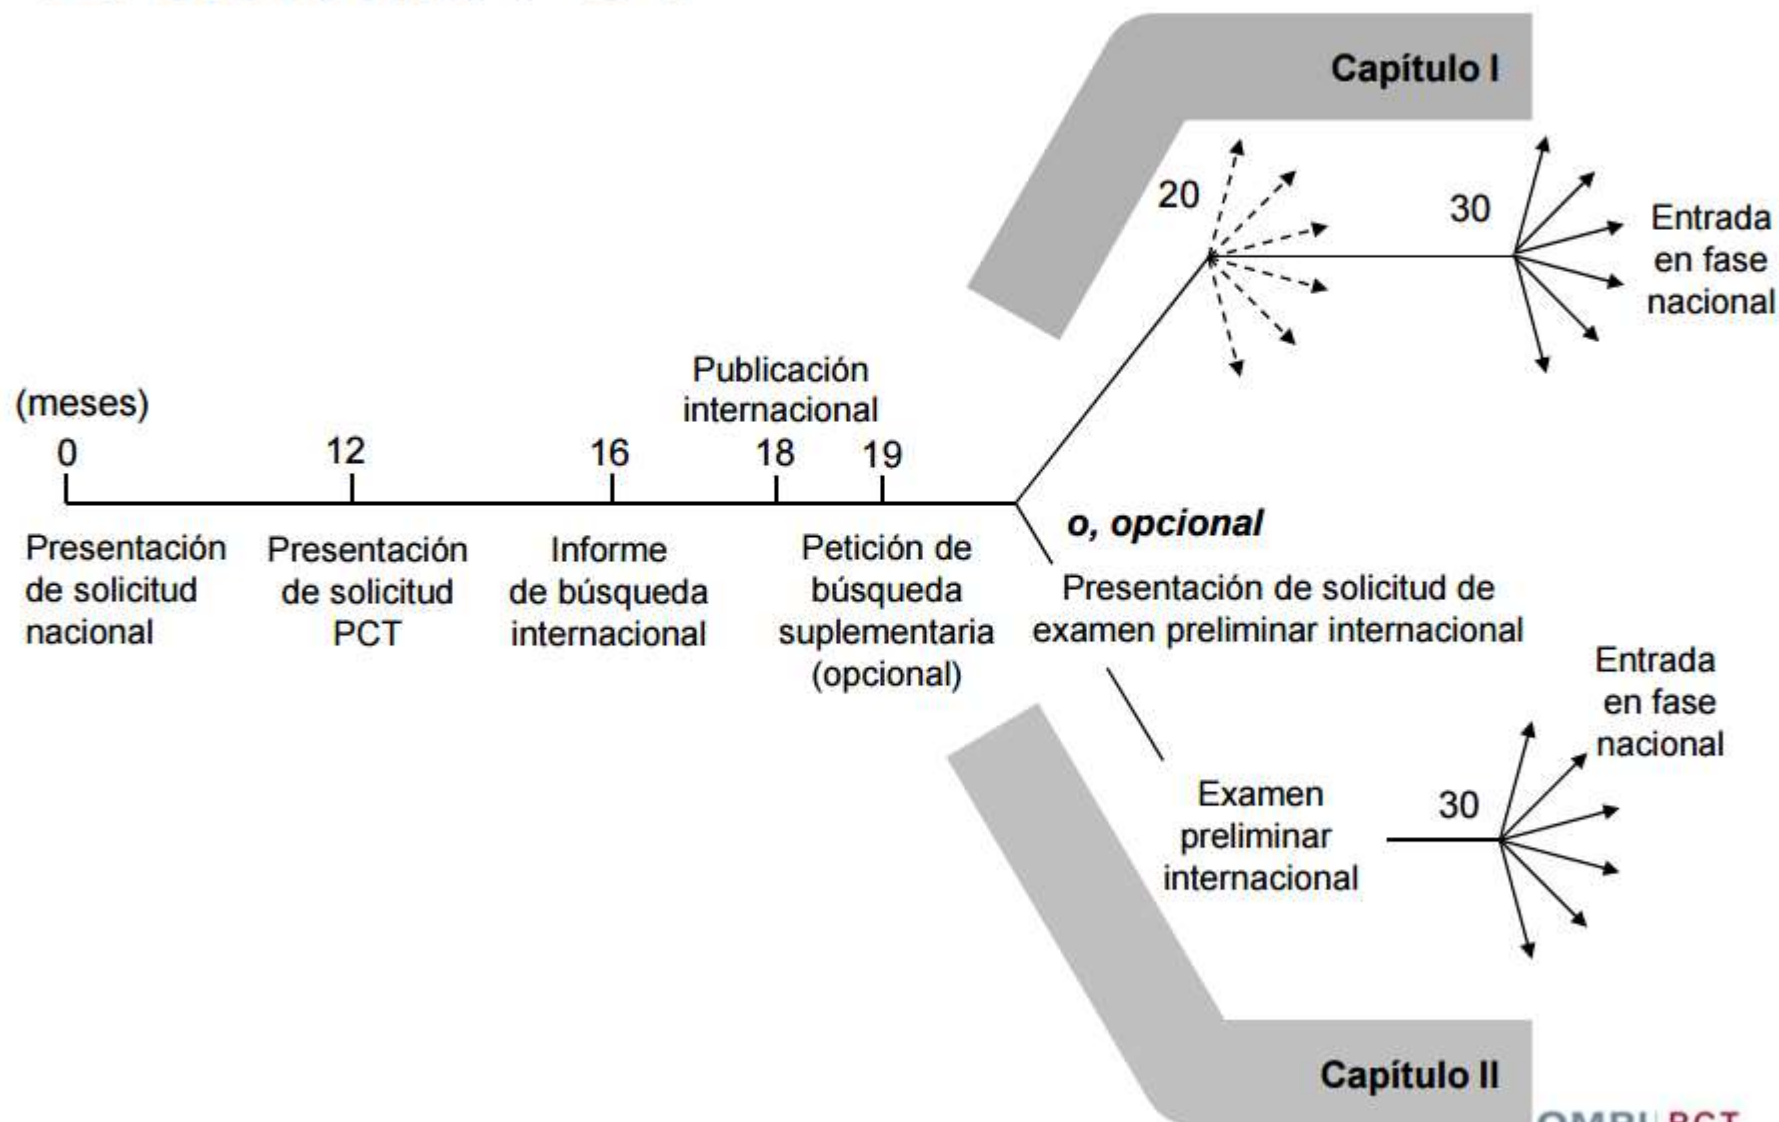 Capítulo I
20
30
Entrada
en fase
nacional
Publicación
internacional
(meses)
0
12
16
18
19
Presentación
de solicitud
nacional
Presentación
de solicitud
PCT
Informe
de búsqueda
internacional
Petición de
búsqueda
suplementaria
(opcional)
o, opcional
Presentación de solicitud de
examen preliminar internacional
Entrada
en fase
nacional
Examen
preliminar
internacional
30
Capítulo II
OMPI PCT